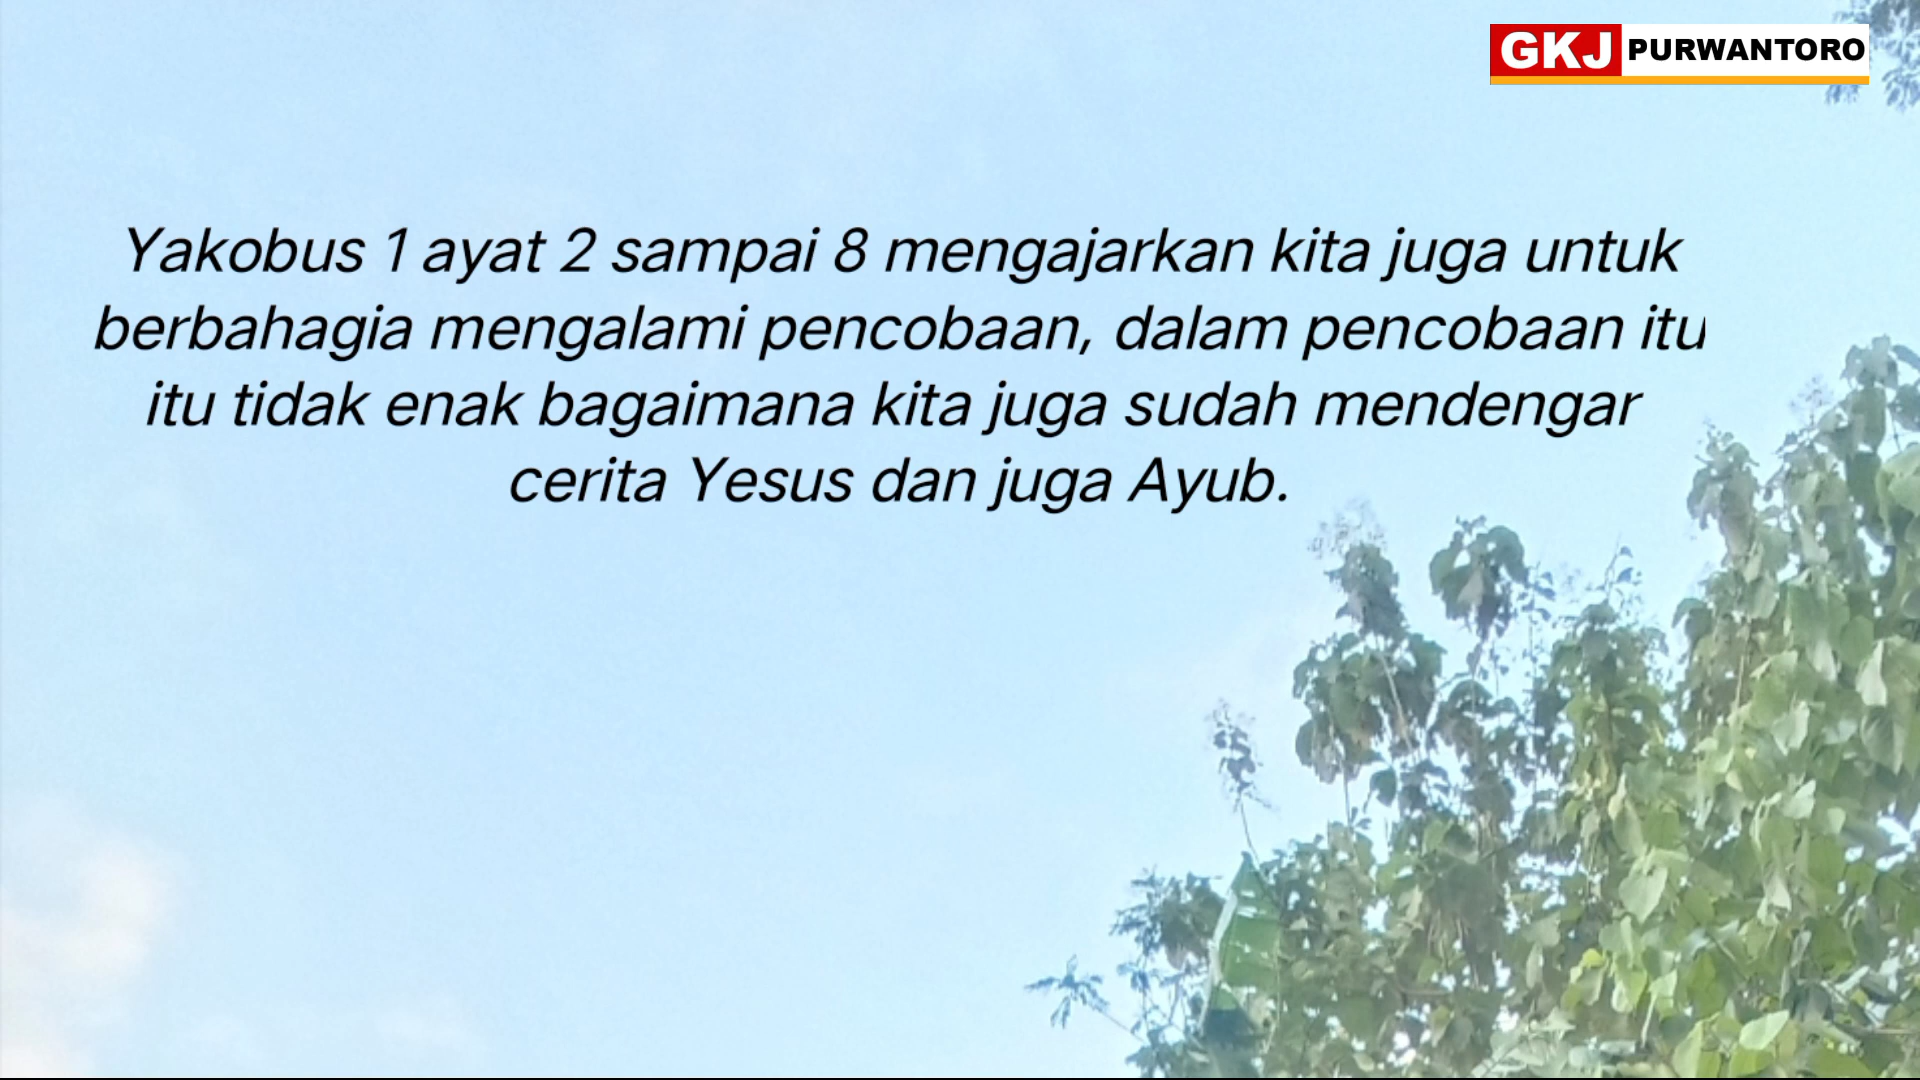 GKJ PURWANTORO
Yakobus 1 ayat 2 sampai 8 mengajarkan kita juga untuk
berbahagia mengalami pencobaan, dalam pencobaan itu
itu tidak enak bagaimana kita juga sudah mendengar
cerita Yesus dan juga Ayub.